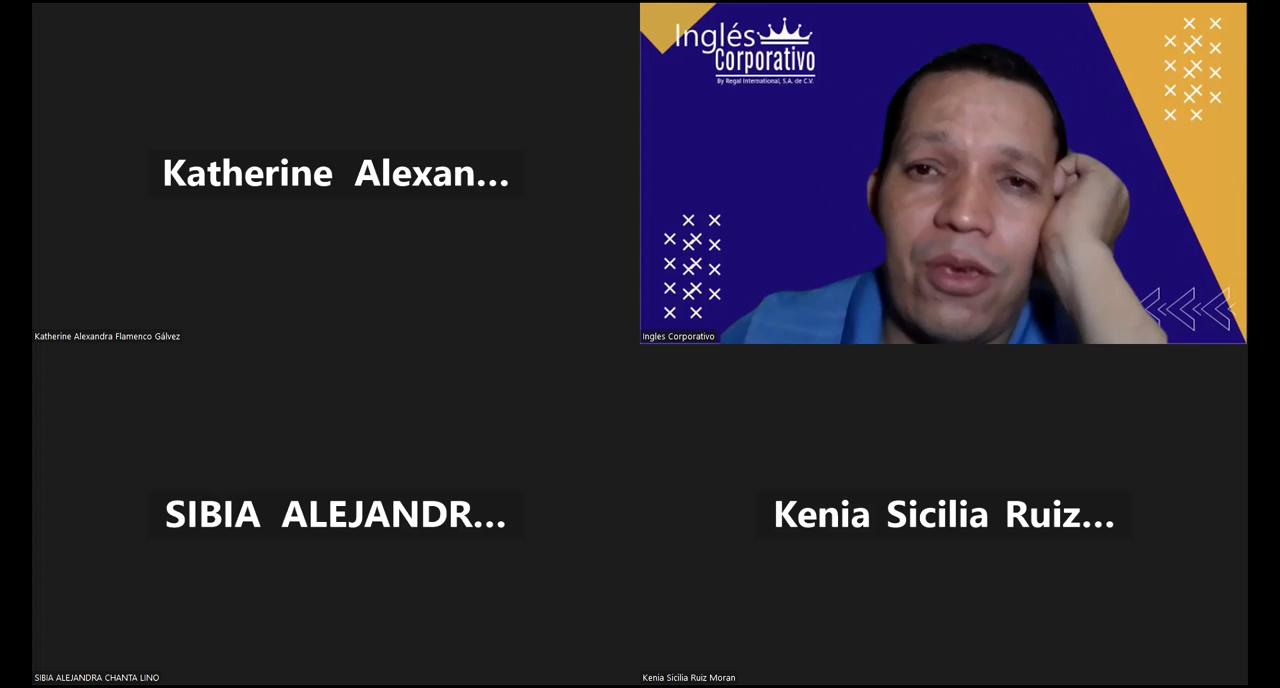 Katherine Alexan...
Katherine Alexandra Flamenco Gálvez
Inglés
Corporativo
By Regal International, S.A. de C.V.
Ingles Corporativo
SIBIA ALEJANDR...
SIBIA ALEJANDRA CHANTA LINO
Kenia Sicilia Ruiz...
Kenia Sicilia Ruiz Moran